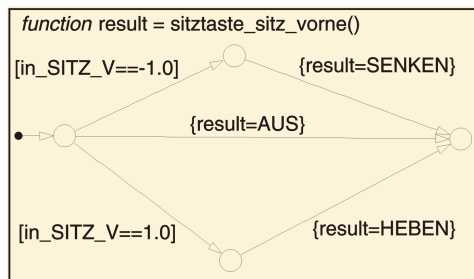 function result = sitztaste_sitz_vorne()
[in_SITZ_V==-1.0]
{result=SENKEN}
{result=AUS}
[in_SITZ_V==1.0]
{result=HEBEN}